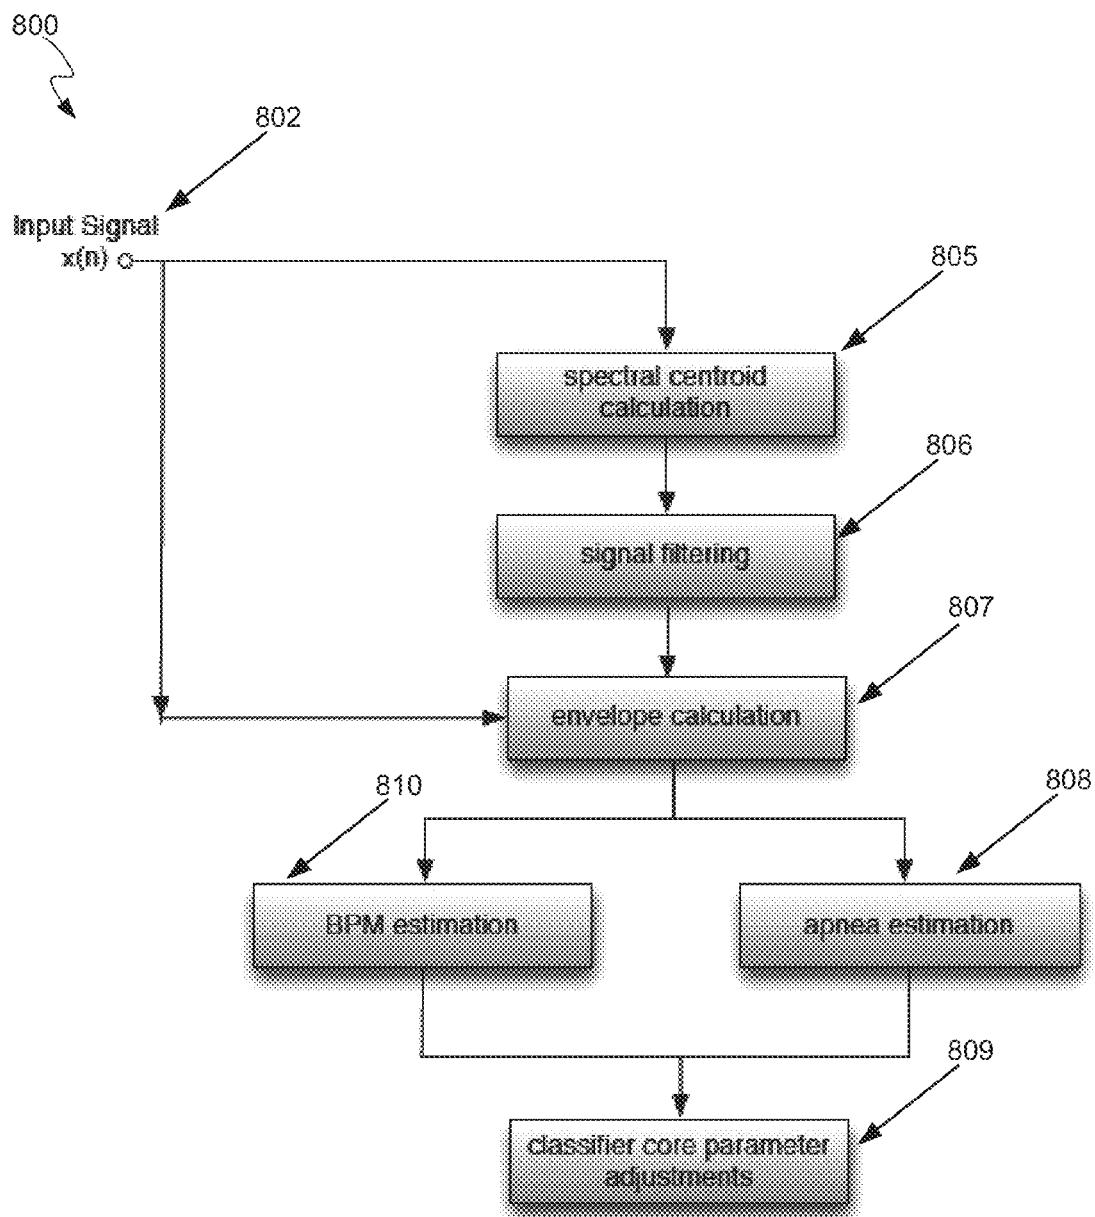 800
802
Input Signal
x(n)
805
spectral centroid
calculation
806
signal filtering
807
envelope calculation
810
808
BPM estimation
apnea estimation
809
classifier core parameter
adjustments